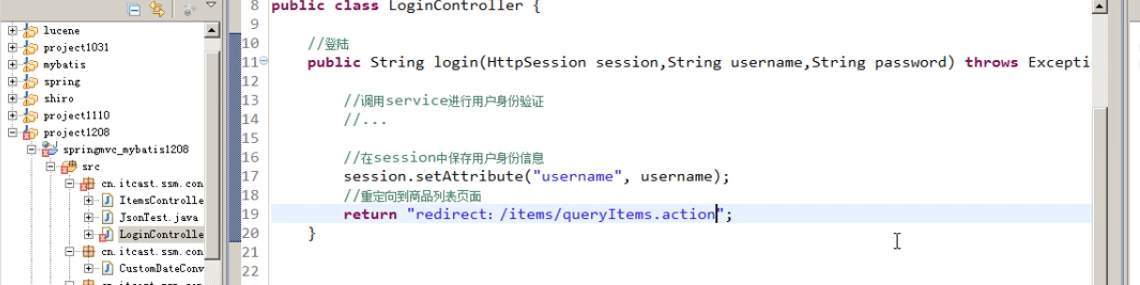 lucene
project1031
mybatis
spring
shiro
project1110
project1208
springmvc_mybatis1208
src
cn.itcast.ssm.con
ItemsControlle
JsonTest.java
LoginControlle
cn.itcast.ssm.con
CustomDateConv
8 public class LoginController {
9
10 //登陆
11 public String login(HttpSession session,String username,String password) throws Excepti
12
13 //调用service进行用户身份验证
14 //...
15
16 //在session中保存用户身份信息
17 session.setAttribute("username", username);
18 //重定向到商品列表页面
19 return "redirect:/items/queryItems.action";
20 }
21
22